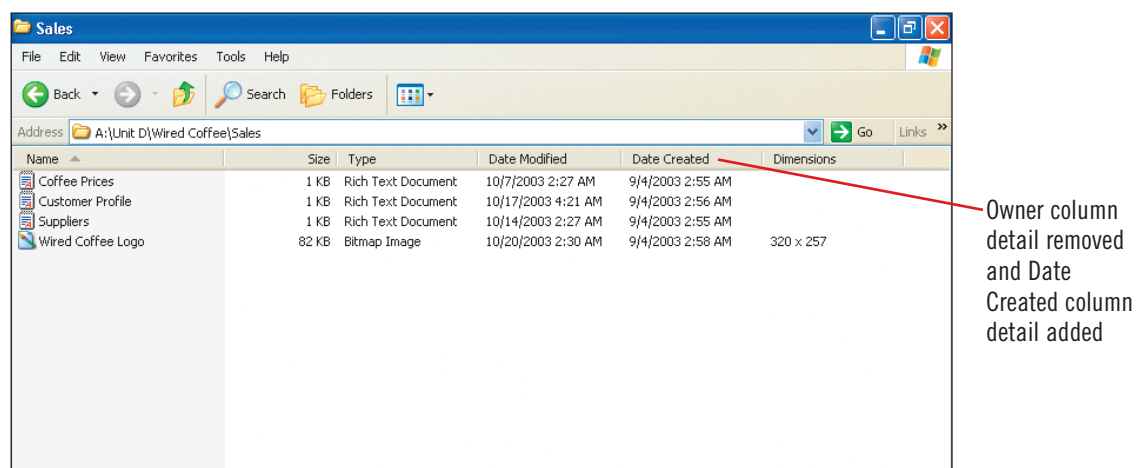 Sales
File Edit View Favorites Tools Help
Back Search Folders
Address A:\Unit D\Wired Coffee\Sales Go Links »
Name Size Type Date Modified Date Created Dimensions
Coffee Prices 1 KB Rich Text Document 10/7/2003 2:27 AM 9/4/2003 2:55 AM
Customer Profile 1 KB Rich Text Document 10/17/2003 4:21 AM 9/4/2003 2:56 AM
Suppliers 1 KB Rich Text Document 10/14/2003 2:27 AM 9/4/2003 2:55 AM
Wired Coffee Logo 82 KB Bitmap Image 10/20/2003 2:30 AM 9/4/2003 2:58 AM 320 x 257
Owner column
detail removed
and Date
Created column
detail added